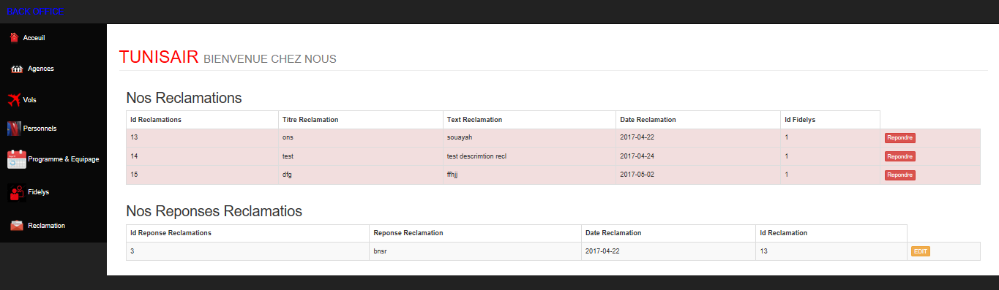 BACK OFFICE
Acceuil
Agences
Vols
Personnels
Programme & Equipage
Fidelys
Reclamation
TUNISAIR BIENVENUE CHEZ NOUS
Nos Reclamations
Id Reclamations Titre Reclamation Text Reclamation Date Reclamation Id Fidelys
13 ons souayah 2017-04-22 1 Repondre
14 test test descrimtion recl 2017-04-24 1 Repondre
15 dfg ffhjj 2017-05-02 1 Repondre
Nos Reponses Reclamatios
Id Reponse Reclamations Reponse Reclamation Date Reclamation Id Reclamation
3 bnsr 2017-04-22 13 EDIT